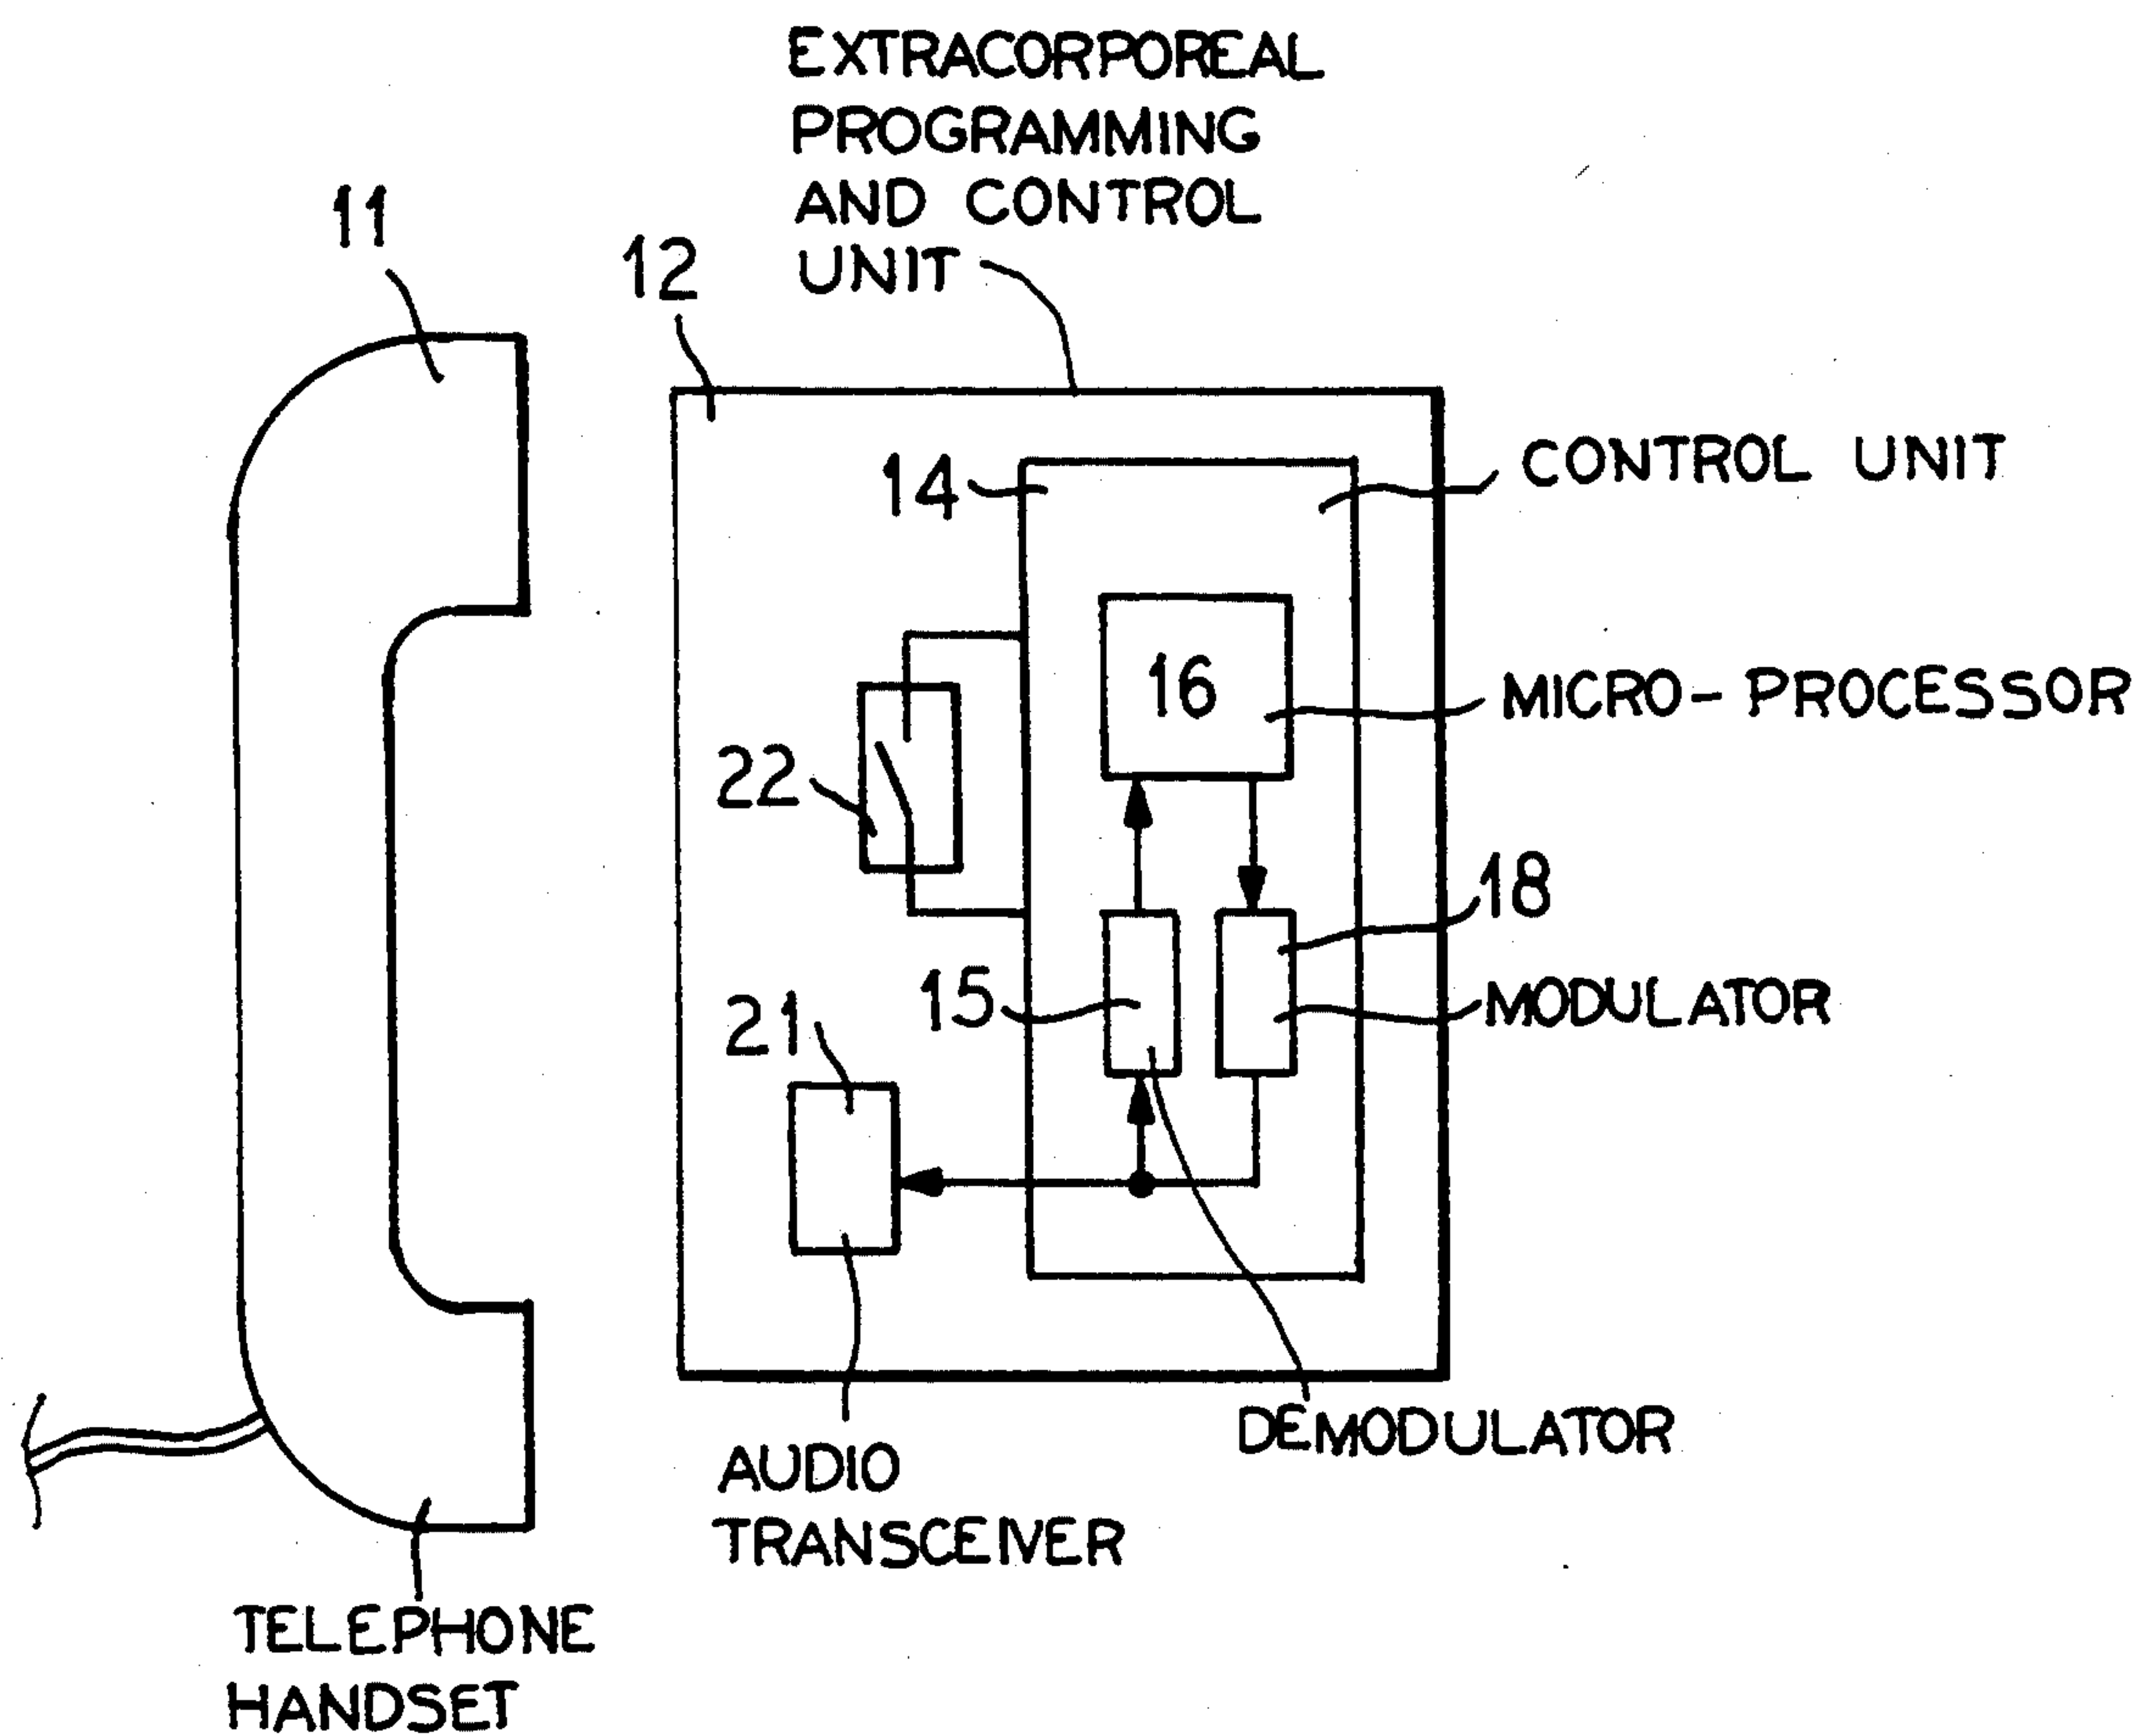 EXTRACORPOREAL
PROGRAMMING
AND CONTROL
UNIT
11
12
14
CONTROL UNIT
16
MICRO-PROCESSOR
22
18
15
MODULATOR
21
DEMODULATOR
AUDIO
TRANSCEIVER
TELEPHONE
HANDSET